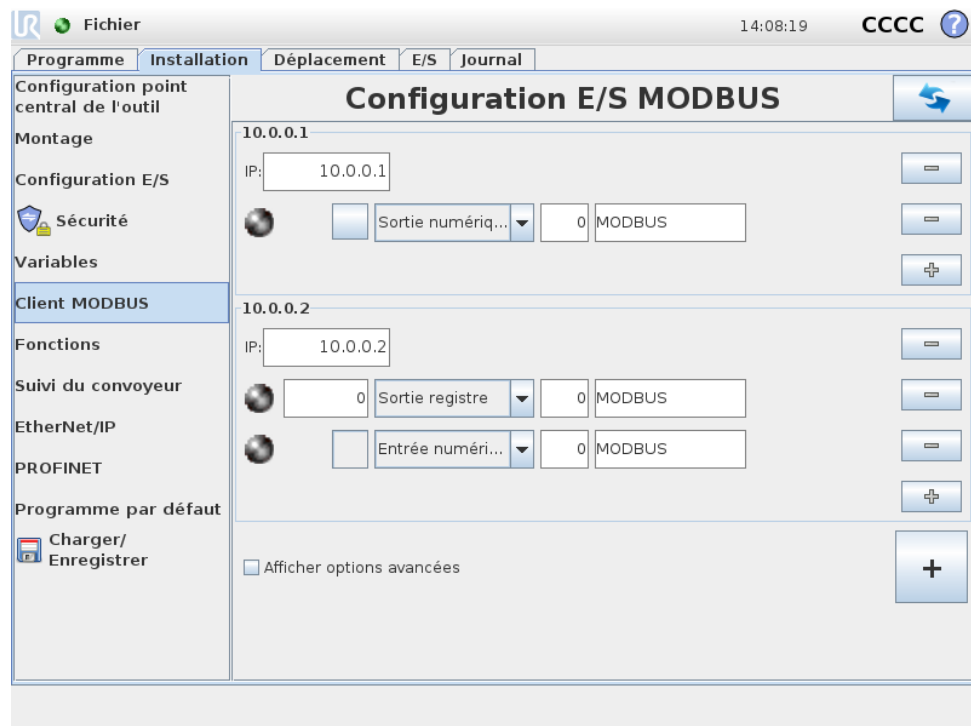 UR
Fichier
14:08:19
CCCC
?
Programme
Installation
Déplacement
E/S
Journal
Configuration point
central de l'outil
Montage
Configuration E/S
Sécurité
Variables
Client MODBUS
Fonctions
Suivi du convoyeur
EtherNet/IP
PROFINET
Programme par défaut
Charger/
Enregistrer
Configuration E/S MODBUS
10.0.0.1
IP: 10.0.0.1
Sortie numériq... 0 MODBUS
10.0.0.2
IP: 10.0.0.2
0 Sortie registre 0 MODBUS
Entrée numéri... 0 MODBUS
Afficher options avancées